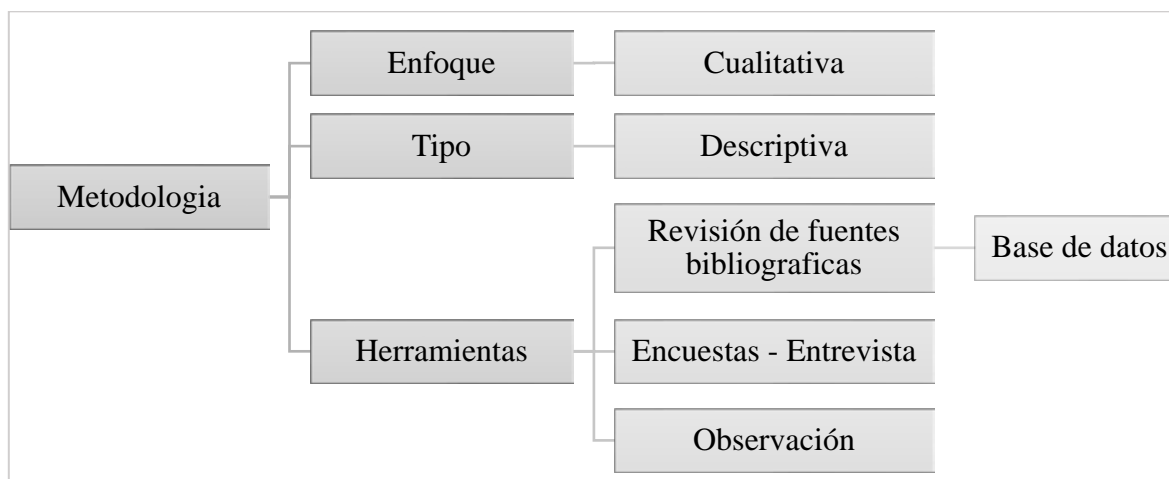 Metodologia
Enfoque
Cualitativa
Tipo
Descriptiva
Herramientas
Revisión de fuentes
bibliograficas
Base de datos
Encuestas - Entrevista
Observación